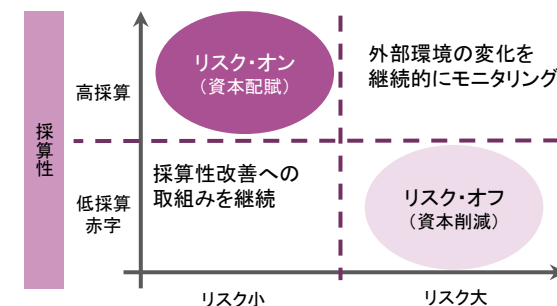 採算性
高採算
低採算
赤字
リスク・オン
（資本配賦）
外部環境の変化を
継続的にモニタリング
採算性改善への
取組みを継続
リスク・オフ
（資本削減）
リスク小
リスク大